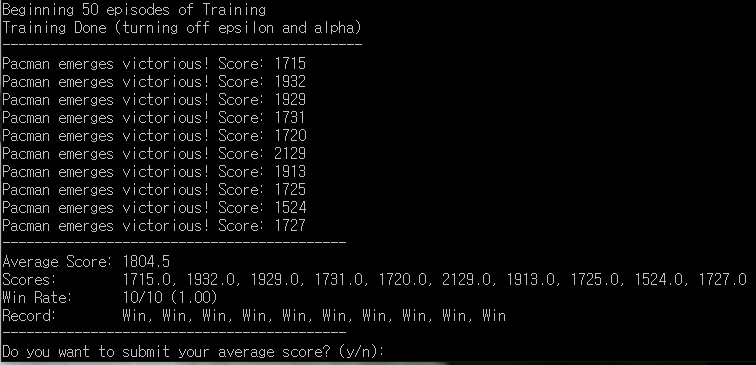 Beginning 50 episodes of Training
Training Done (turning off epsilon and alpha)
---------------------------------------------
Pacman emerges victorious! Score: 1715
Pacman emerges victorious! Score: 1932
Pacman emerges victorious! Score: 1929
Pacman emerges victorious! Score: 1731
Pacman emerges victorious! Score: 1720
Pacman emerges victorious! Score: 2129
Pacman emerges victorious! Score: 1913
Pacman emerges victorious! Score: 1725
Pacman emerges victorious! Score: 1524
Pacman emerges victorious! Score: 1727
-------------------------------------------
Average Score: 1804.5
Scores:        1715.0, 1932.0, 1929.0, 1731.0, 1720.0, 2129.0, 1913.0, 1725.0, 1524.0, 1727.0
Win Rate:      10/10 (1.00)
Record:        Win, Win, Win, Win, Win, Win, Win, Win, Win, Win
-------------------------------------------
Do you want to submit your average score? (y/n):